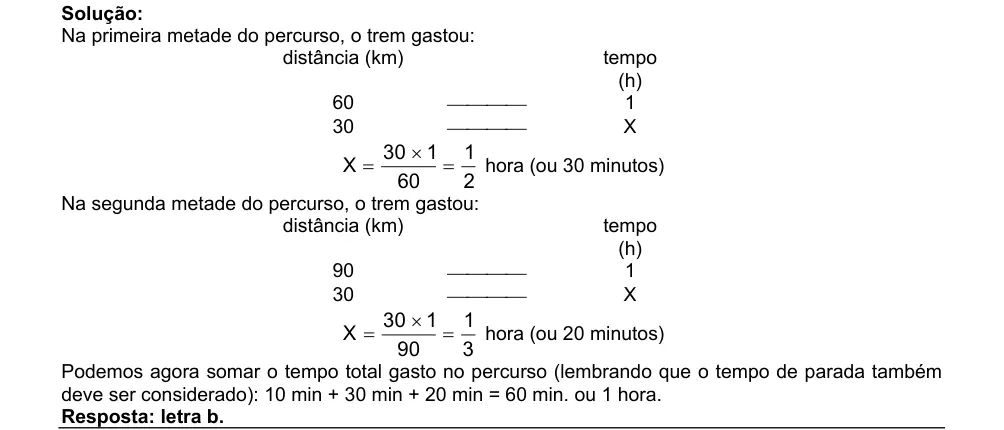 Solução:
Na primeira metade do percurso, o trem gastou:
distância (km) tempo
(h)
60 ———— 1
30 ———— X
X = 30 × 1 / 60 = 1 / 2 hora (ou 30 minutos)
Na segunda metade do percurso, o trem gastou:
distância (km) tempo
(h)
90 ———— 1
30 ———— X
X = 30 × 1 / 90 = 1 / 3 hora (ou 20 minutos)
Podemos agora somar o tempo total gasto no percurso (lembrando que o tempo de parada também
deve ser considerado): 10 min + 30 min + 20 min = 60 min. ou 1 hora.
Resposta: letra b.